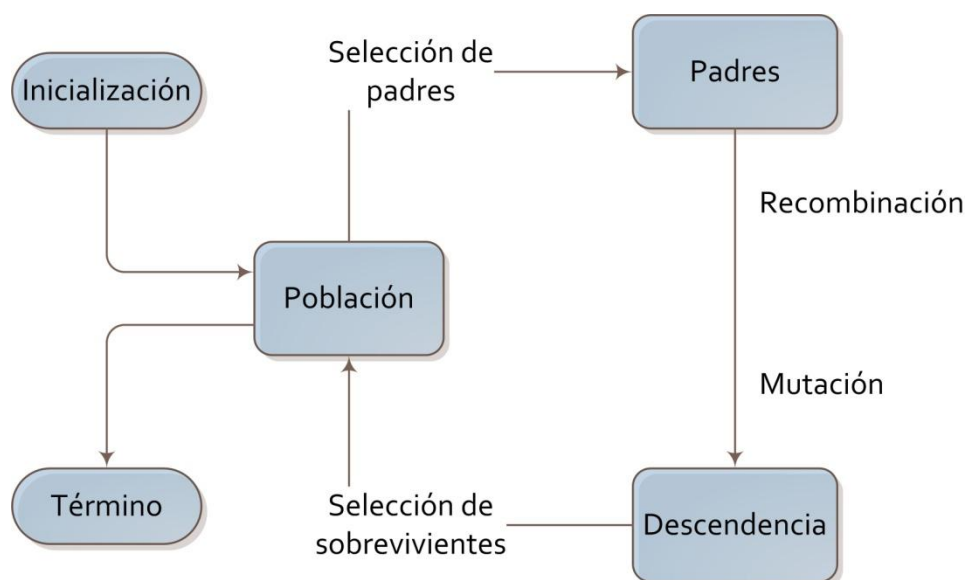 Inicialización
Selección de
padres
Padres
Recombinación
Población
Mutación
Término
Selección de
sobrevivientes
Descendencia